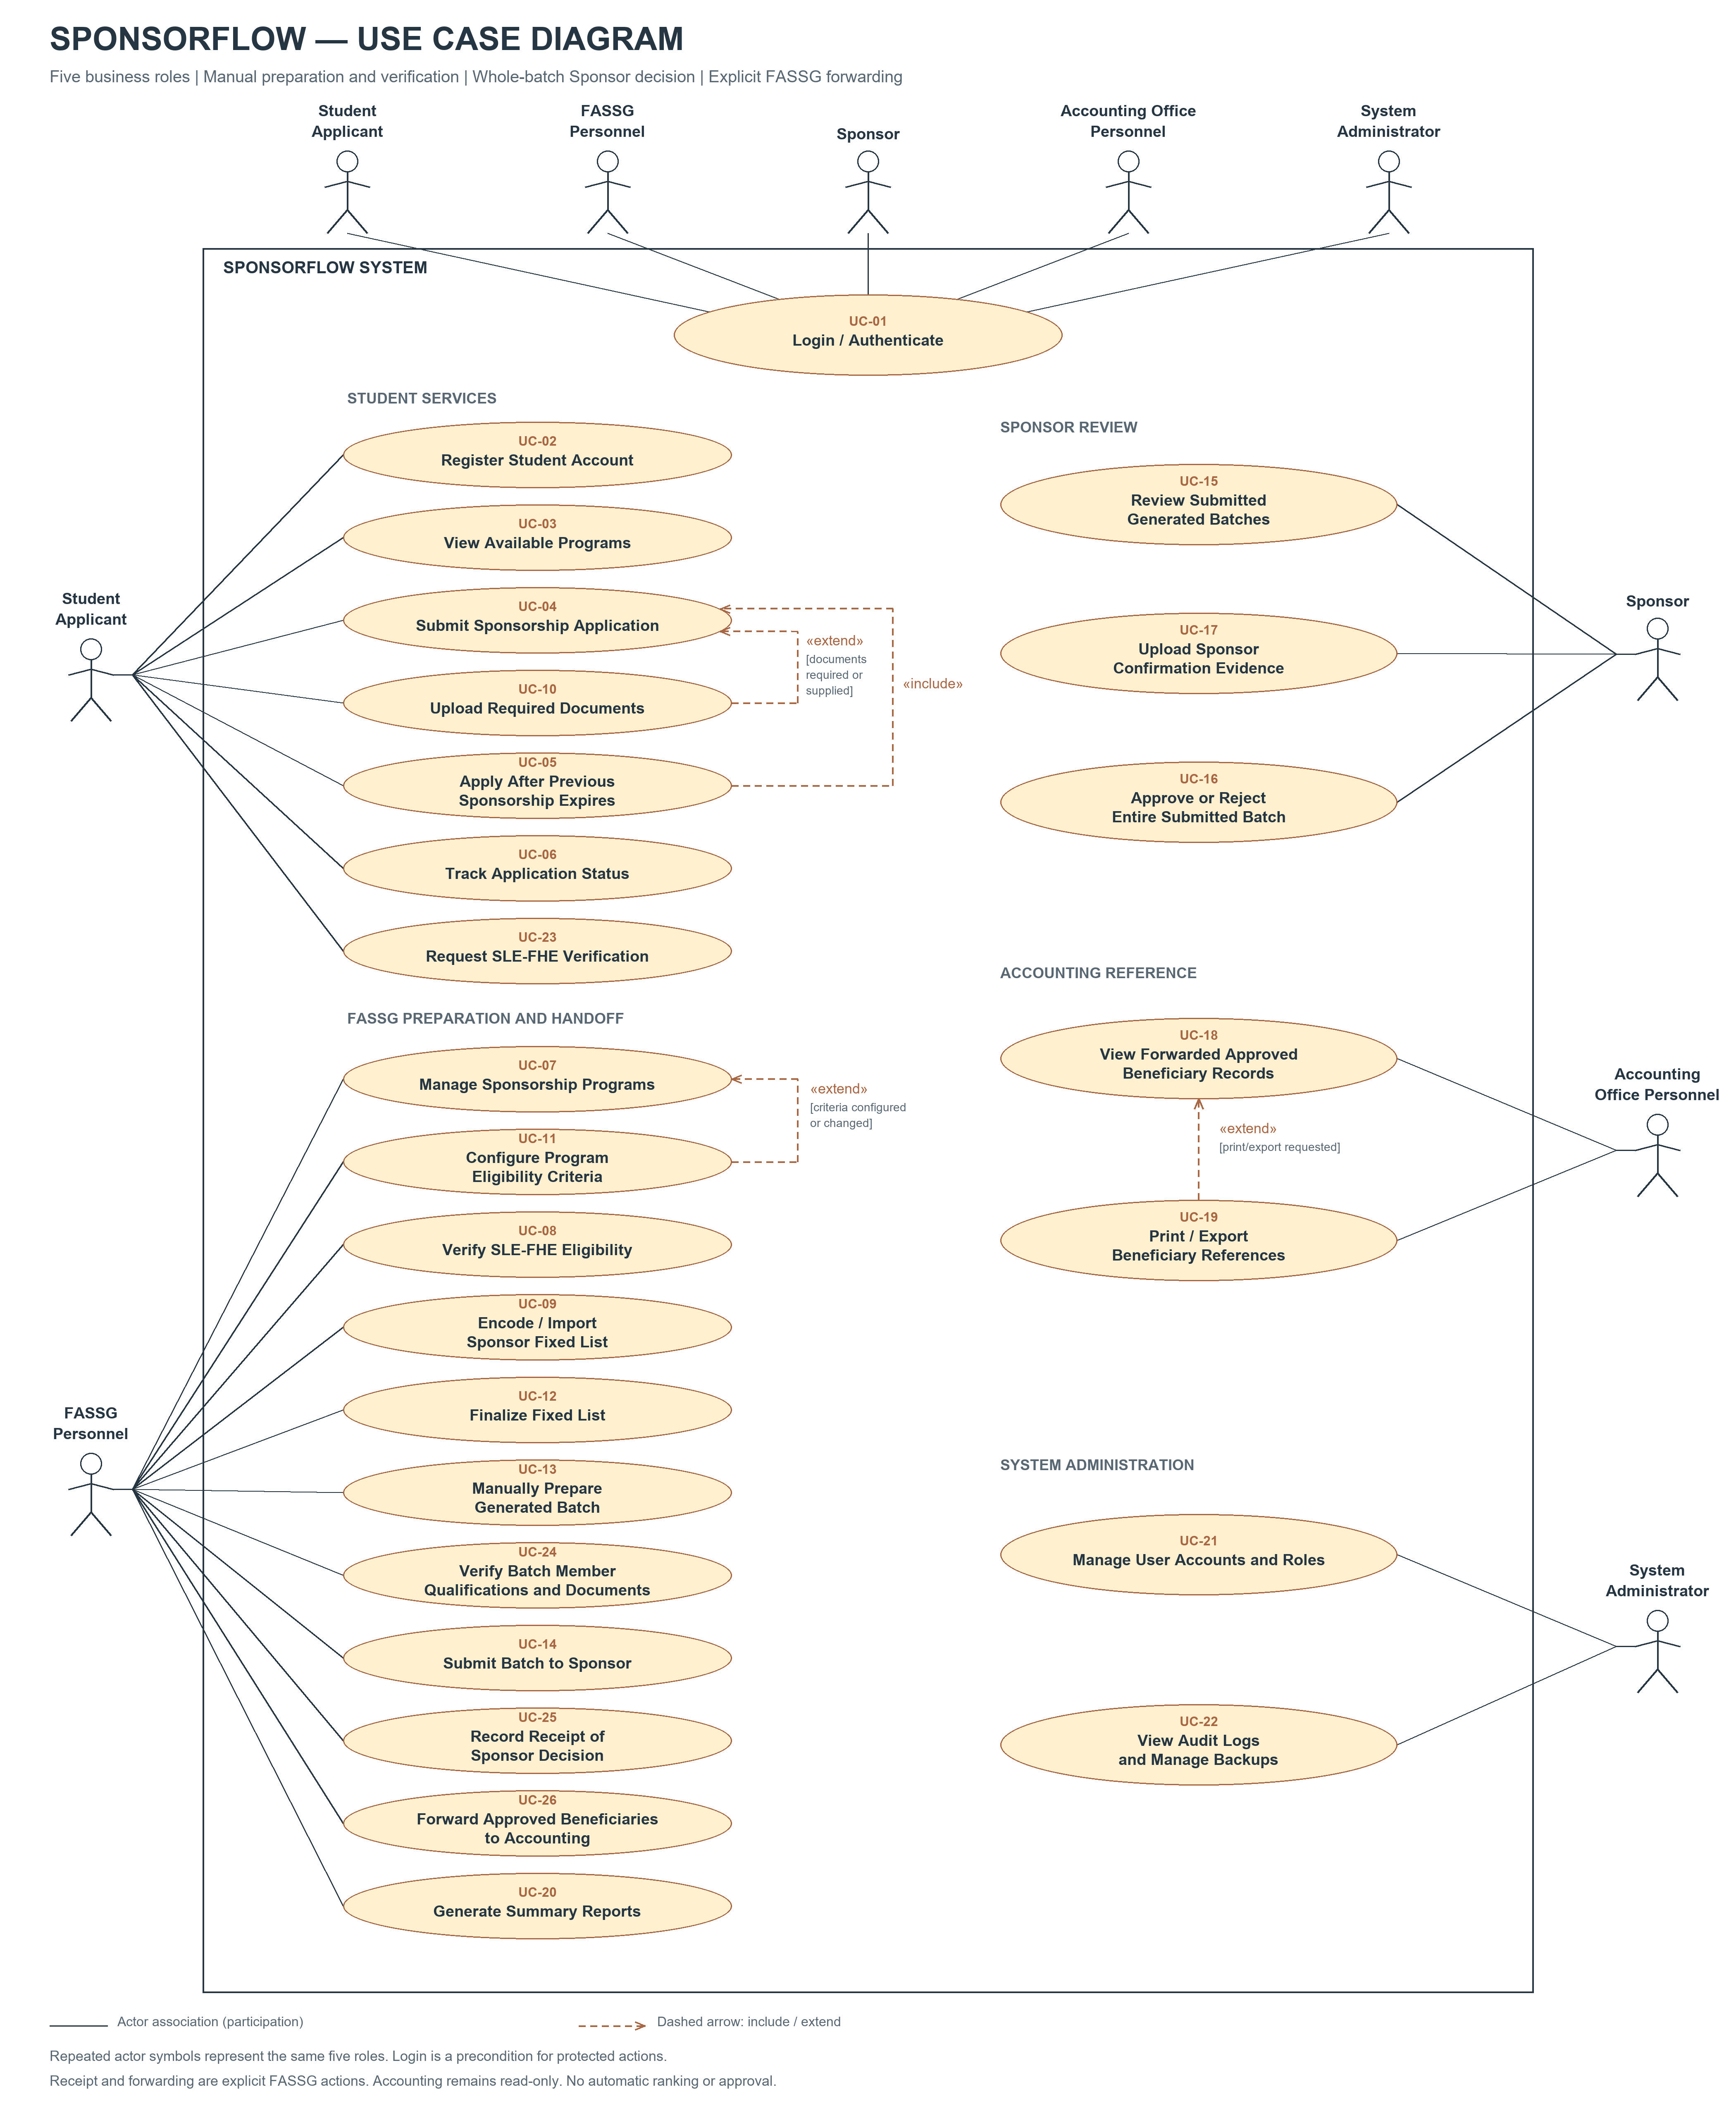 SPONSORFLOW — USE CASE DIAGRAM
Five business roles | Manual preparation and verification | Whole-batch Sponsor decision | Explicit FASSG forwarding
Student
Applicant
FASSG
Personnel
Sponsor
Accounting Office
Personnel
System
Administrator
SPONSORFLOW SYSTEM
UC-01
Login / Authenticate
STUDENT SERVICES
UC-02
Register Student Account
UC-03
View Available Programs
UC-04
Submit Sponsorship Application
«extend»
[documents
required or
supplied]
«include»
UC-10
Upload Required Documents
UC-05
Apply After Previous
Sponsorship Expires
UC-06
Track Application Status
UC-23
Request SLE-FHE Verification
Student
Applicant
SPONSOR REVIEW
UC-15
Review Submitted
Generated Batches
UC-17
Upload Sponsor
Confirmation Evidence
UC-16
Approve or Reject
Entire Submitted Batch
Sponsor
FASSG PREPARATION AND HANDOFF
UC-07
Manage Sponsorship Programs
«extend»
[criteria configured
or changed]
UC-11
Configure Program
Eligibility Criteria
UC-08
Verify SLE-FHE Eligibility
UC-09
Encode / Import
Sponsor Fixed List
UC-12
Finalize Fixed List
UC-13
Manually Prepare
Generated Batch
UC-24
Verify Batch Member
Qualifications and Documents
UC-14
Submit Batch to Sponsor
UC-25
Record Receipt of
Sponsor Decision
UC-26
Forward Approved Beneficiaries
to Accounting
UC-20
Generate Summary Reports
FASSG
Personnel
ACCOUNTING REFERENCE
UC-18
View Forwarded Approved
Beneficiary Records
«extend»
[print/export requested]
UC-19
Print / Export
Beneficiary References
Accounting
Office Personnel
SYSTEM ADMINISTRATION
UC-21
Manage User Accounts and Roles
UC-22
View Audit Logs
and Manage Backups
System
Administrator
Actor association (participation)
Dashed arrow: include / extend
Repeated actor symbols represent the same five roles. Login is a precondition for protected actions.
Receipt and forwarding are explicit FASSG actions. Accounting remains read-only. No automatic ranking or approval.